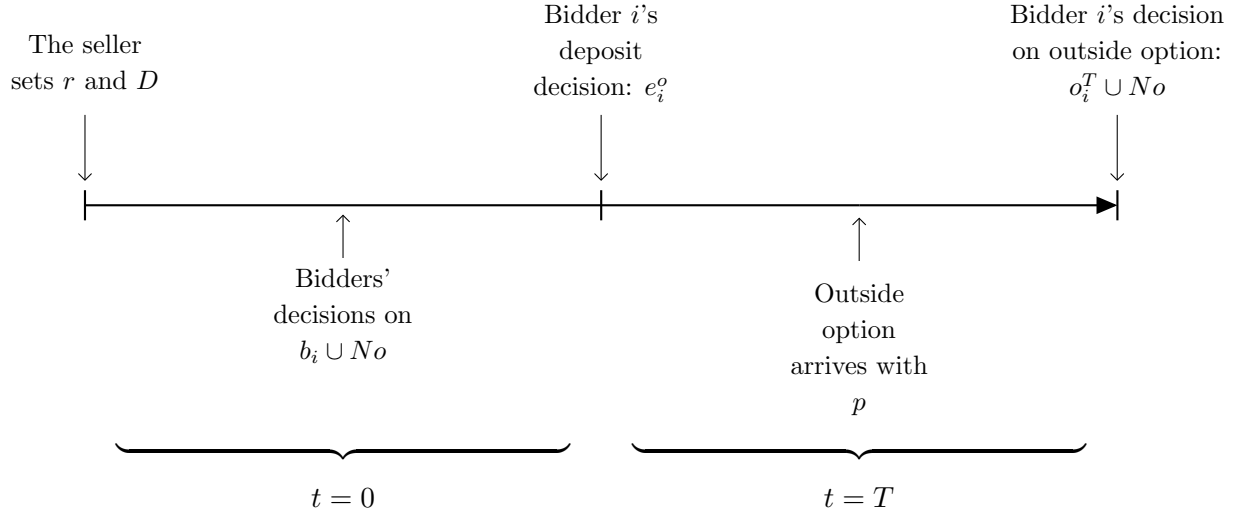 The seller
sets r and D
Bidder i's
deposit
decision: e_i^o
Bidder i's decision
on outside option:
o_i^T ∪ No
Bidders'
decisions on
b_i ∪ No
Outside
option
arrives with
p
t = 0
t = T